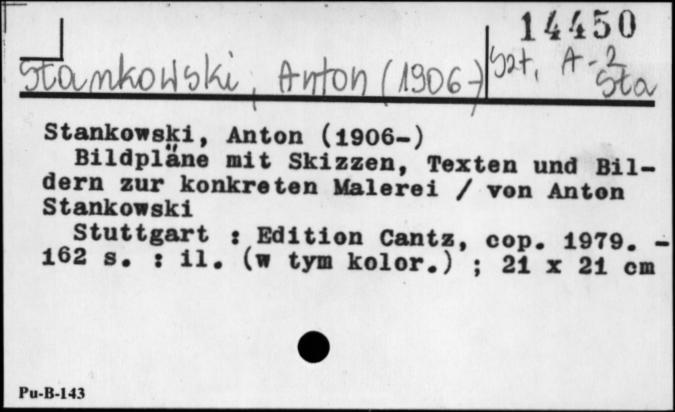 14450
Stankowski, Anton (1906-)
Szt. A-2
Sta
Stankowski, Anton (1906-)
Bildpläne mit Skizzen, Texten und Bil-
dern zur konkreten Malerei / von Anton
Stankowski
Stuttgart : Edition Cantz, cop. 1979. -
162 s. : il. (w tym kolor.) ; 21 x 21 cm
Pu-B-143